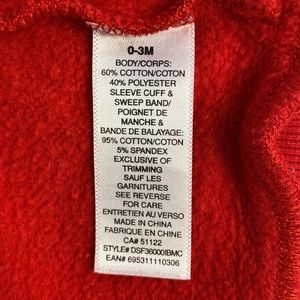 0-3M
BODY/CORPS:
60% COTTON/COTON
40% POLYESTER
SLEEVE CUFF &
SWEEP BAND/
POIGNET DE
MANCHE &
BANDE DE BALAYAGE:
95% COTTON/COTON
5% SPANDEX
EXCLUSIVE OF
TRIMMING
SAUF LES
GARNITURES
SEE REVERSE
FOR CARE
ENTRETIEN AU VERSO
MADE IN CHINA
FABRIQUE EN CHINE
CA# 51122
STYLE# DSF36000IBMC
EAN# 695311110306